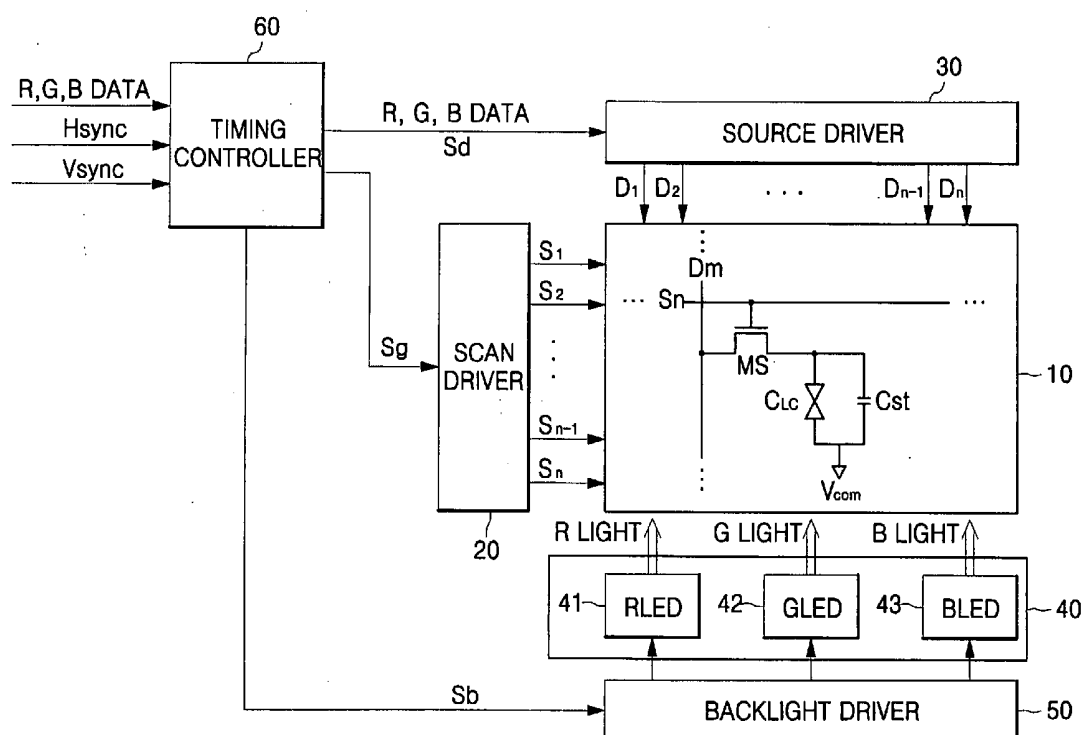 60
R,G,B DATA
Hsync
Vsync
TIMING
CONTROLLER
R, G, B DATA
Sd
30
SOURCE DRIVER
D1 D2 ... Dn-1 Dn
Sg
SCAN
DRIVER
20
S1
S2
Sn-1
Sn
Dm
... Sn ...
MS
CLC
Cst
Vcom
10
R LIGHT
G LIGHT
B LIGHT
41
RLED
42
GLED
43
BLED
40
Sb
BACKLIGHT DRIVER
50